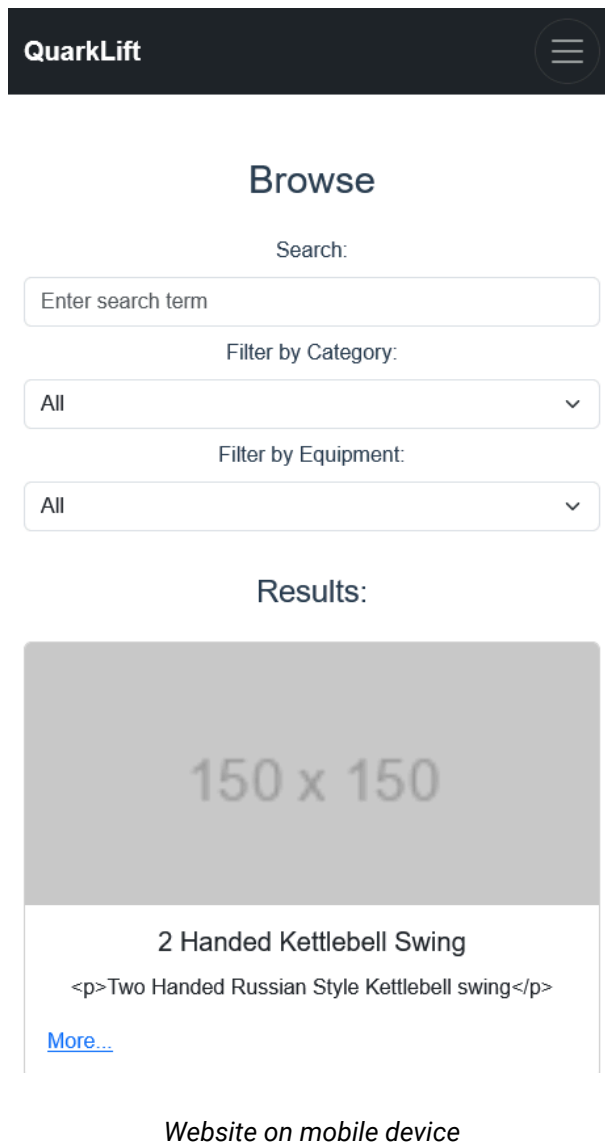 QuarkLift
Browse
Search:
Enter search term
Filter by Category:
All
Filter by Equipment:
All
Results:
150 x 150
2 Handed Kettlebell Swing
<p>Two Handed Russian Style Kettlebell swing</p>
More...
Website on mobile device